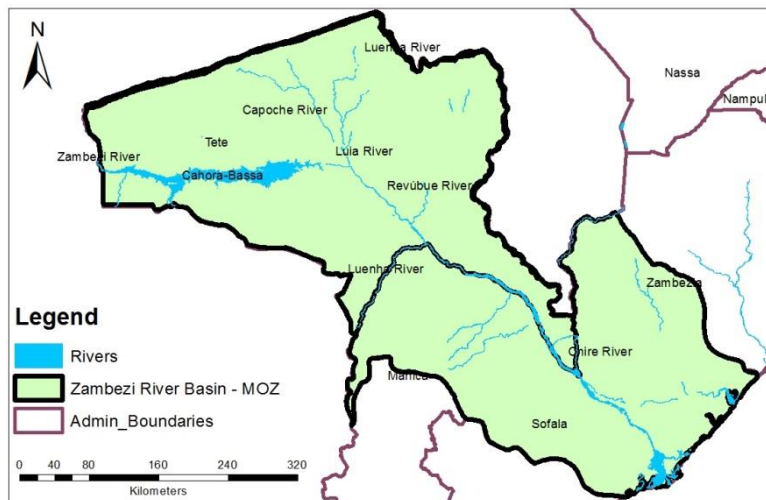 N
Luenha River
Nassa
Nampul
Capoche River
Tete
Luia River
Zambezi River
Cahora-Bassa
Revúbue River
Luenha River
Zambezia
Legend
Rivers
Chire River
Zambezi River Basin - MOZ
Manica
Admin_Boundaries
Sofala
0 40 80 160 240 320
Kilometers